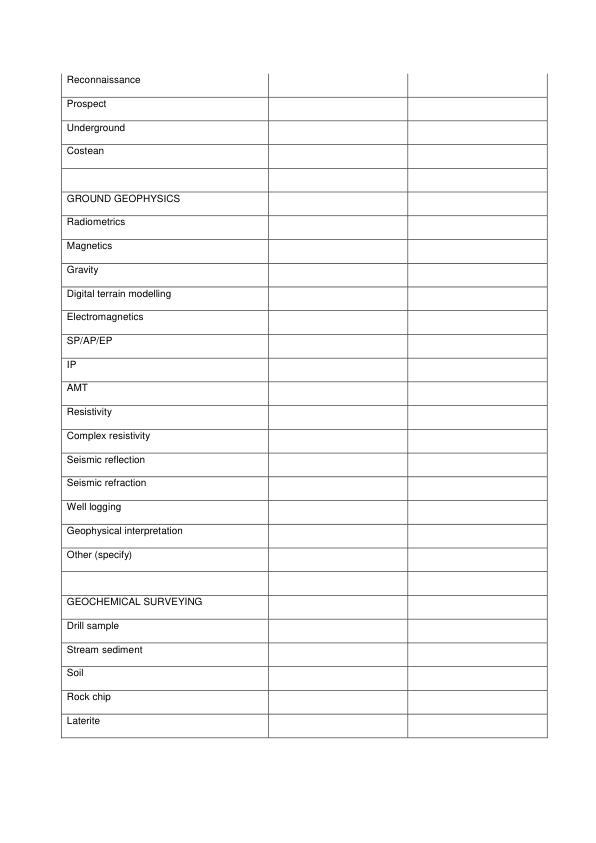 Reconnaissance
Prospect
Underground
Costean
GROUND GEOPHYSICS
Radiometrics
Magnetics
Gravity
Digital terrain modelling
Electromagnetics
SP/AP/EP
IP
AMT
Resistivity
Complex resistivity
Seismic reflection
Seismic refraction
Well logging
Geophysical interpretation
Other (specify)
GEOCHEMICAL SURVEYING
Drill sample
Stream sediment
Soil
Rock chip
Laterite